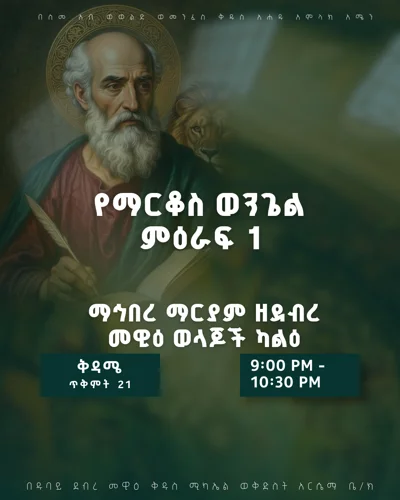 በስመ አብ ወወልድ ወመንፈስ ቅዱስ አሐዱ አምላክ አሜን
የማርቆስ ወንጌል
ምዕራፍ 1
ማኅበረ ማርያም ዘደብረ
መዊዕ ወላጆች ካልዕ
ቅዳሜ
ጥቅምት 21
9:00 PM -
10:30 PM
በዱባይ ደብረ መዊዕ ቅዱስ ሚካኤል ወቅድስት አርሴማ ቤ/ክ